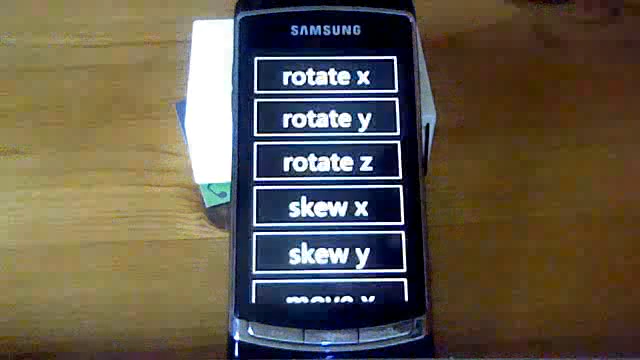 SAMSUNG
rotate x
rotate y
rotate z
skew x
skew y